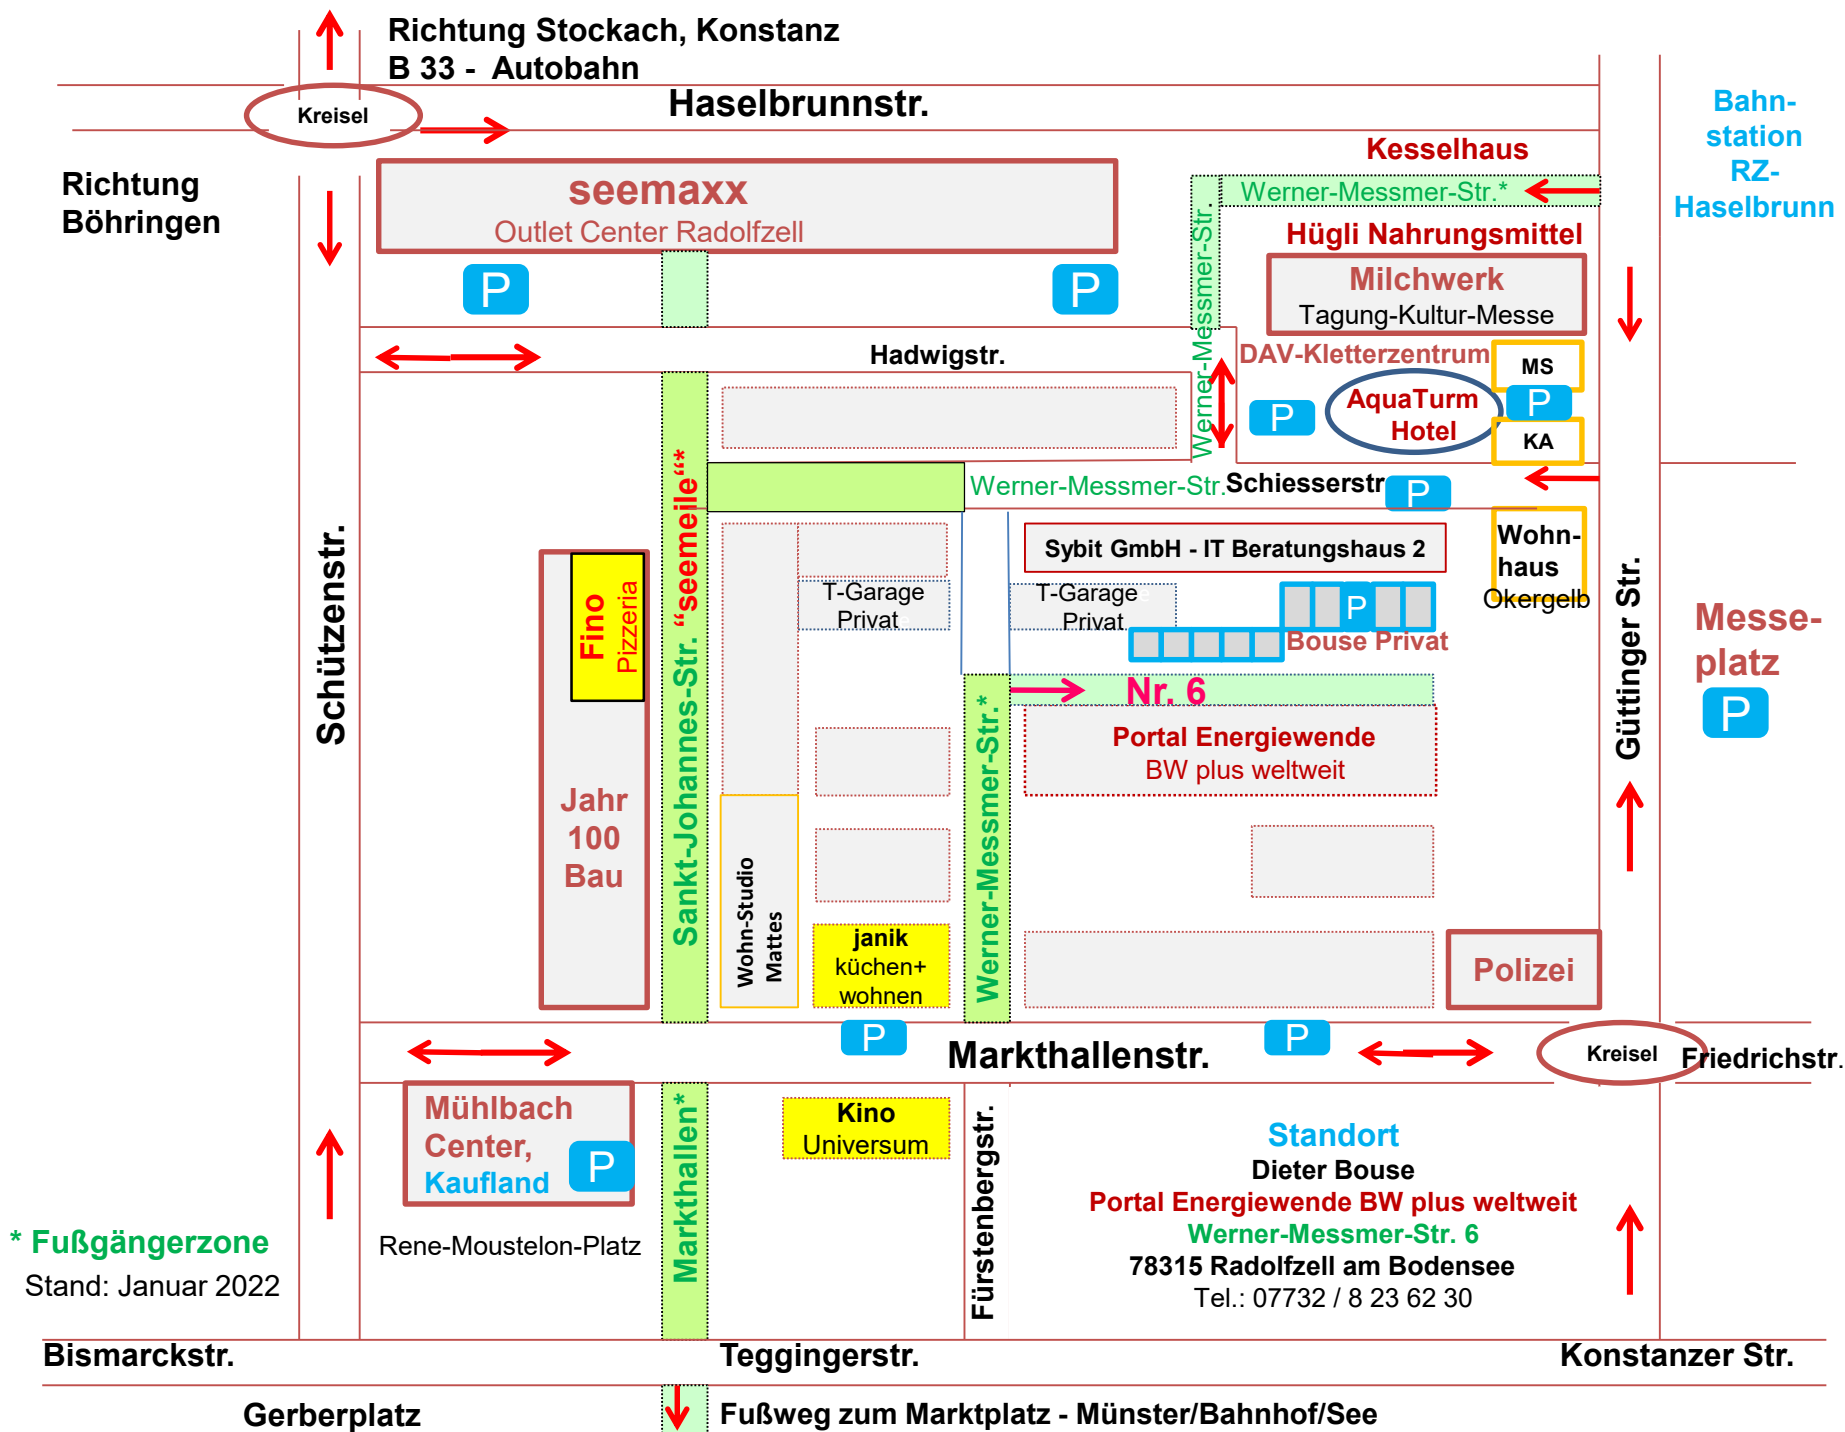 Richtung Stockach, Konstanz
B 33 - Autobahn
Kreisel
Haselbrunnstr.
Bahn-
station
RZ-
Haselbrunn
Richtung
Böhringen
seemaxx
Outlet Center Radolfzell
Kesselhaus
Werner-Messmer-Str.*
Werner-Messmer-Str.
Hügli Nahrungsmittel
Milchwerk
Tagung-Kultur-Messe
P
P
Hadwigstr.
Werner-Messmer-Str.
DAV-Kletterzentrum
MS
P
AquaTurm
Hotel
P
KA
Werner-Messmer-Str.
Schiesserstr
P
Schützenstr.
Sankt-Johannes-Str. "seemeile"*
Fino
Pizzeria
Jahr
100
Bau
T-Garage
Privat
Sybit GmbH - IT Beratungshaus 2
T-Garage
Privat
P
Bouse Privat
Wohn-
haus
Okergelb
Güttinger Str.
Messe-
platz
P
Nr. 6
Werner-Messmer-Str.*
Portal Energiewende
BW plus weltweit
Wohn-Studio
Mattes
janik
küchen+
wohnen
Polizei
P
P
Markthallenstr.
Kreisel
Friedrichstr.
Mühlbach
Center,
Kaufland
P
Markthallen*
Kino
Universum
Fürstenbergstr.
Standort
Dieter Bouse
Portal Energiewende BW plus weltweit
Werner-Messmer-Str. 6
78315 Radolfzell am Bodensee
Tel.: 07732 / 8 23 62 30
* Fußgängerzone
Stand: Januar 2022
Rene-Moustelon-Platz
Bismarckstr.
Teggingerstr.
Konstanzer Str.
Gerberplatz
Fußweg zum Marktplatz - Münster/Bahnhof/See